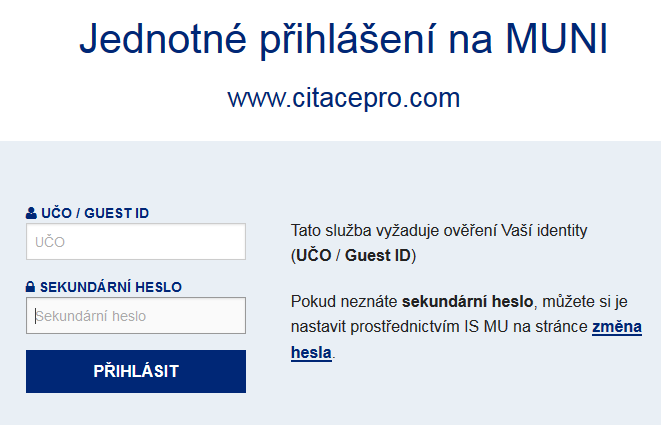 Jednotné přihlášení na MUNI
www.citacepro.com
UČO / GUEST ID
UČO
SEKUNDÁRNÍ HESLO
Sekundární heslo
PŘIHLÁSIT
Tato služba vyžaduje ověření Vaší identity
(UČO / Guest ID)
Pokud neznáte sekundární heslo, můžete si je
nastavit prostřednictvím IS MU na stránce změna
hesla.